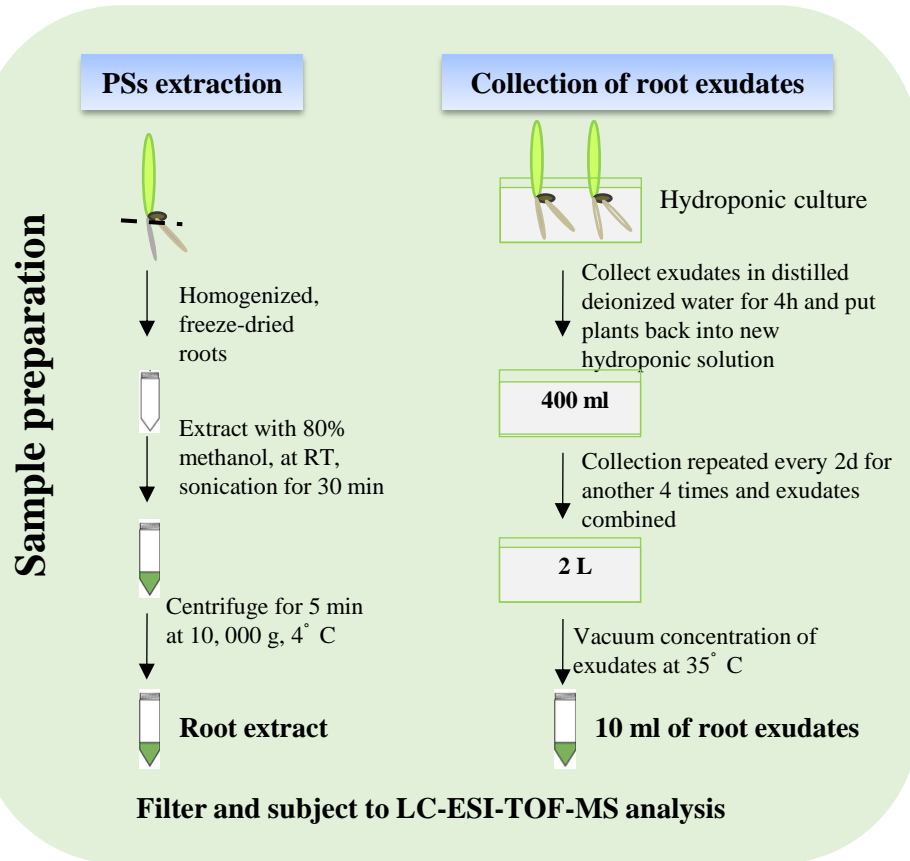 Sample preparation
PSs extraction
Homogenized,
freeze-dried
roots
Extract with 80%
methanol, at RT,
sonication for 30 min
Centrifuge for 5 min
at 10, 000 g, 4° C
Root extract
Collection of root exudates
Hydroponic culture
Collect exudates in distilled
deionized water for 4h and put
plants back into new
hydroponic solution
400 ml
Collection repeated every 2d for
another 4 times and exudates
combined
2 L
Vacuum concentration of
exudates at 35° C
10 ml of root exudates
Filter and subject to LC-ESI-TOF-MS analysis